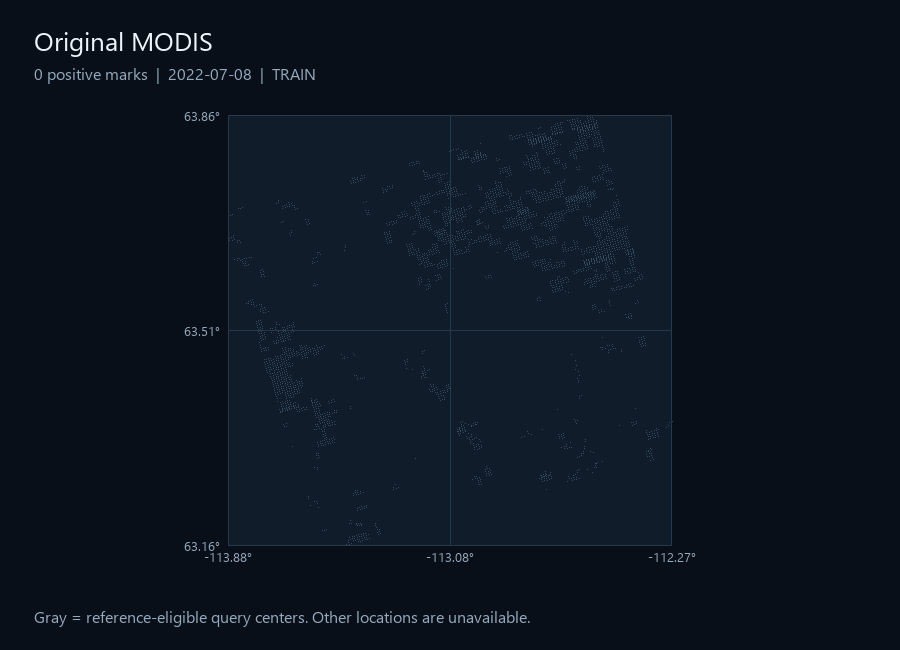 Original MODIS
0 positive marks | 2022-07-08 | TRAIN
63.86°
63.51°
63.16°
-113.88° -113.08° -112.27°
Gray = reference-eligible query centers. Other locations are unavailable.